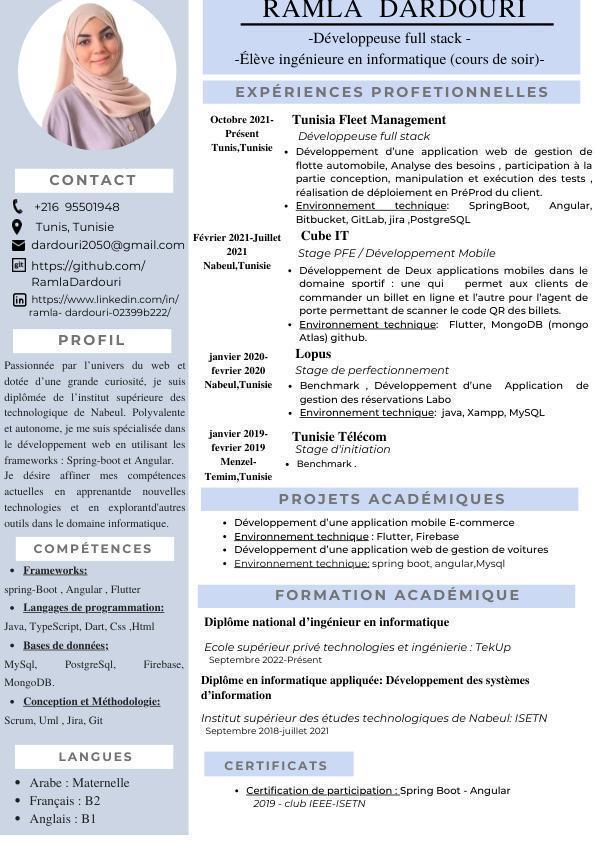 RAMLA DARDOURI
-Développeuse full stack -
-Élève ingénieure en informatique (cours de soir)-
CONTACT
+216 95501948
Tunis, Tunisie
dardouri2050@gmail.com
git
https://github.com/
RamlaDardouri
in
https://www.linkedin.com/in/
ramla- dardouri-02399b222/
PROFIL
Passionnée par l'univers du web et
dotée d'une grande curiosité, je suis
diplômée de l'institut supérieure des
technologique de Nabeul. Polyvalente
et autonome, je me suis spécialisée dans
le développement web en utilisant les
frameworks : Spring-boot et Angular.
Je désire affiner mes compétences
actuelles en apprenantde nouvelles
technologies et en explorantd'autres
outils dans le domaine informatique.
COMPÉTENCES
• Frameworks:
spring-Boot , Angular , Flutter
• Langages de programmation:
Java, TypeScript, Dart, Css ,Html
• Bases de données:
MySql, PostgreSql, Firebase,
MongoDB.
• Conception et Méthodologie:
Scrum, Uml , Jira, Git
LANGUES
• Arabe : Maternelle
• Français : B2
• Anglais : B1
EXPÉRIENCES PROFETIONNELLES
Octobre 2021-
Présent
Tunis,Tunisie
Tunisia Fleet Management
Développeuse full stack
• Développement d'une application web de gestion de
flotte automobile, Analyse des besoins , participation à la
partie conception, manipulation et exécution des tests ,
réalisation de déploiement en PréProd du client.
• Environnement technique: SpringBoot, Angular,
Bitbucket, GitLab, jira ,PostgreSQL
Février 2021-Juillet
2021
Nabeul,Tunisie
Cube IT
Stage PFE / Développement Mobile
• Développement de Deux applications mobiles dans le
domaine sportif : une qui permet aux clients de
commander un billet en ligne et l'autre pour l'agent de
porte permettant de scanner le code QR des billets.
• Environnement technique: Flutter, MongoDB (mongo
Atlas) github.
janvier 2020-
fevrier 2020
Nabeul,Tunisie
Lopus
Stage de perfectionnement
• Benchmark , Développement d'une Application de
gestion des réservations Labo
• Environnement technique: java, Xampp, MySQL
janvier 2019-
fevrier 2019
Menzel-
Temim,Tunisie
Tunisie Télécom
Stage d'initiation
• Benchmark .
PROJETS ACADÉMIQUES
• Développement d'une application mobile E-commerce
• Environnement technique : Flutter, Firebase
• Développement d'une application web de gestion de voitures
• Environnement technique: spring boot, angular,Mysql
FORMATION ACADÉMIQUE
Diplôme national d'ingénieur en informatique
Ecole supérieur privé technologies et ingénierie : TekUp
Septembre 2022-Présent
Diplôme en informatique appliquée: Développement des systèmes
d'information
Institut supérieur des études technologiques de Nabeul: ISETN
Septembre 2018-juillet 2021
CERTIFICATS
• Certification de participation : Spring Boot - Angular
2019 - club IEEE-ISETN